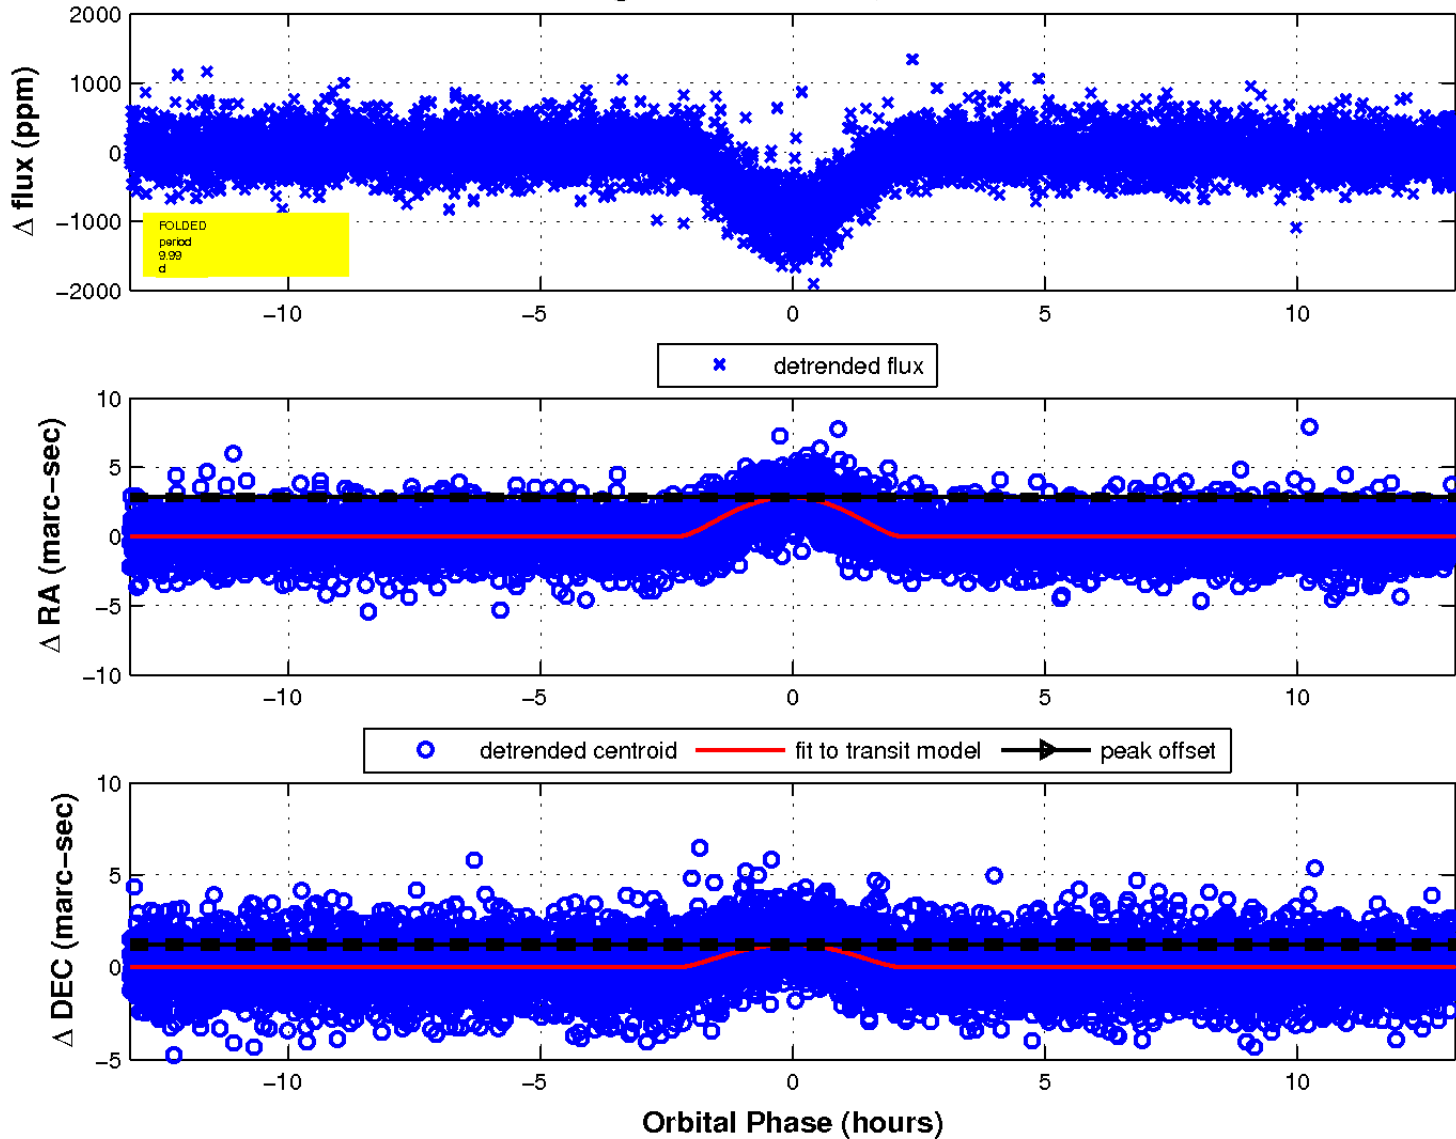 2000
1000
0
−1000
−2000
Δ flux (ppm)
FOLDED
period
9.99
d
−10 −5 0 5 10
detrended flux
10
5
0
−5
−10
Δ RA (marc−sec)
−10 −5 0 5 10
detrended centroid fit to transit model peak offset
10
5
0
−5
Δ DEC (marc−sec)
−10 −5 0 5 10
Orbital Phase (hours)